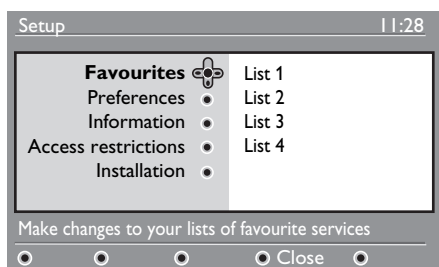 Setup 11:28
Favourites List 1
Preferences List 2
Information List 3
Access restrictions List 4
Installation
Make changes to your lists of favourite services
Close